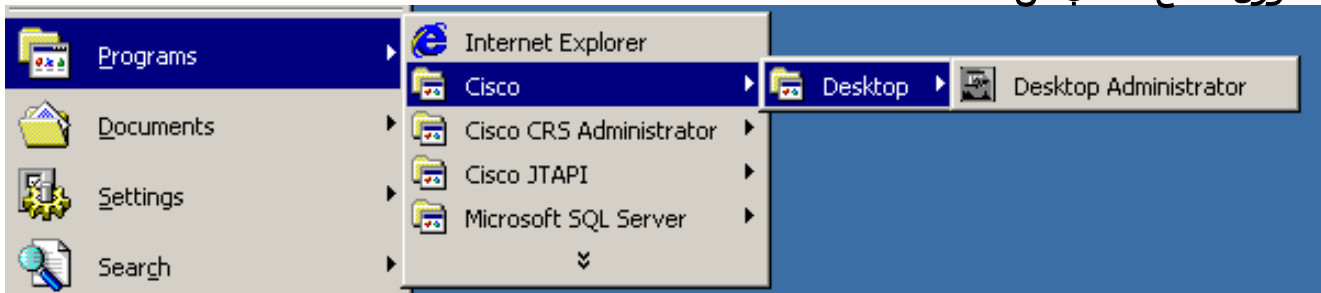 Programs
Documents
Settings
Search
Internet Explorer
Cisco
Cisco CRS Administrator
Cisco JTAPI
Microsoft SQL Server
Desktop
Desktop Administrator